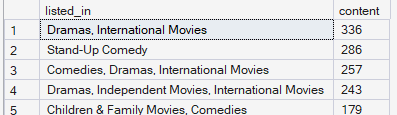 listed_in content
1 Dramas, International Movies 336
2 Stand-Up Comedy 286
3 Comedies, Dramas, International Movies 257
4 Dramas, Independent Movies, International Movies 243
5 Children & Family Movies, Comedies 179